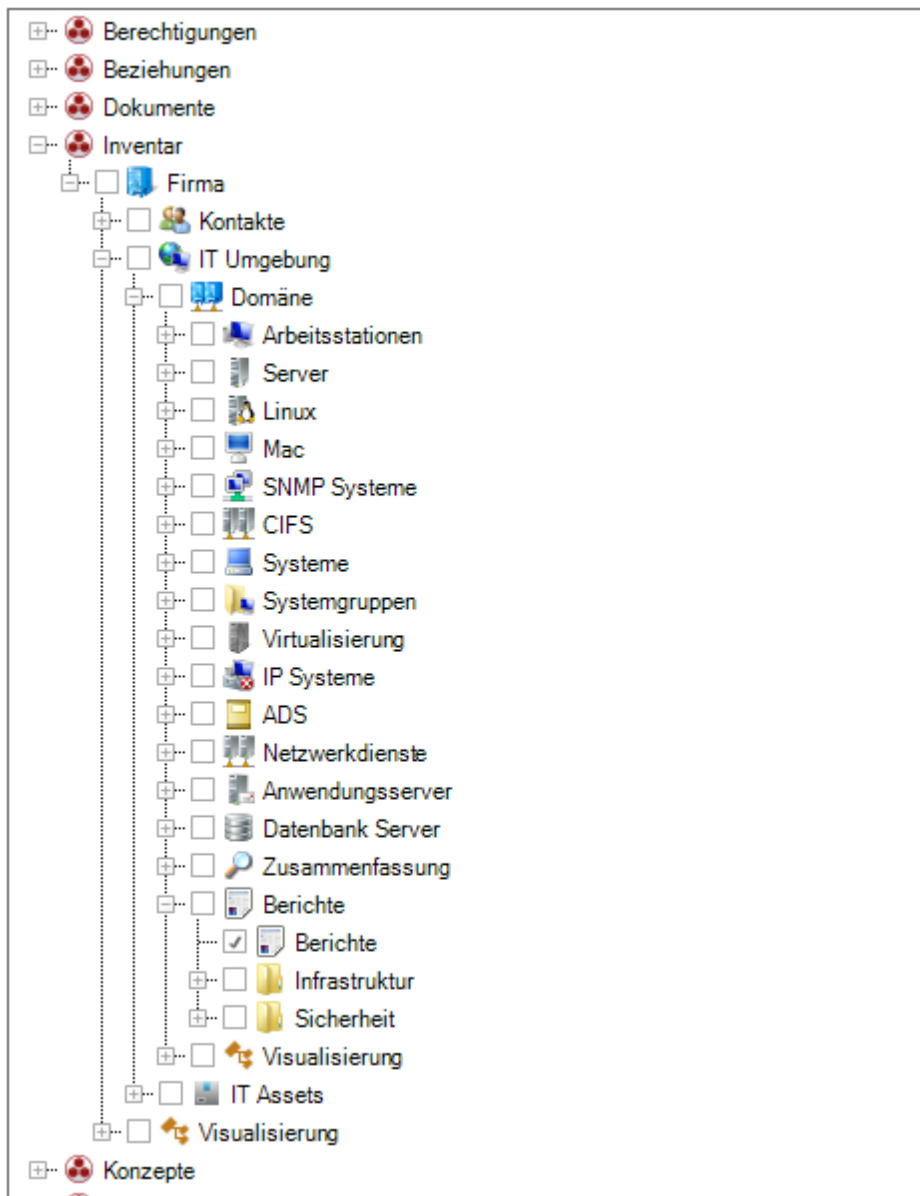 Berechtigungen
Beziehungen
Dokumente
Inventar
Firma
Kontakte
IT Umgebung
Domäne
Arbeitsstationen
Server
Linux
Mac
SNMP Systeme
CIFS
Systeme
Systemgruppen
Virtualisierung
IP Systeme
ADS
Netzwerkdienste
Anwendungsserver
Datenbank Server
Zusammenfassung
Berichte
Berichte
Infrastruktur
Sicherheit
Visualisierung
IT Assets
Visualisierung
Konzepte